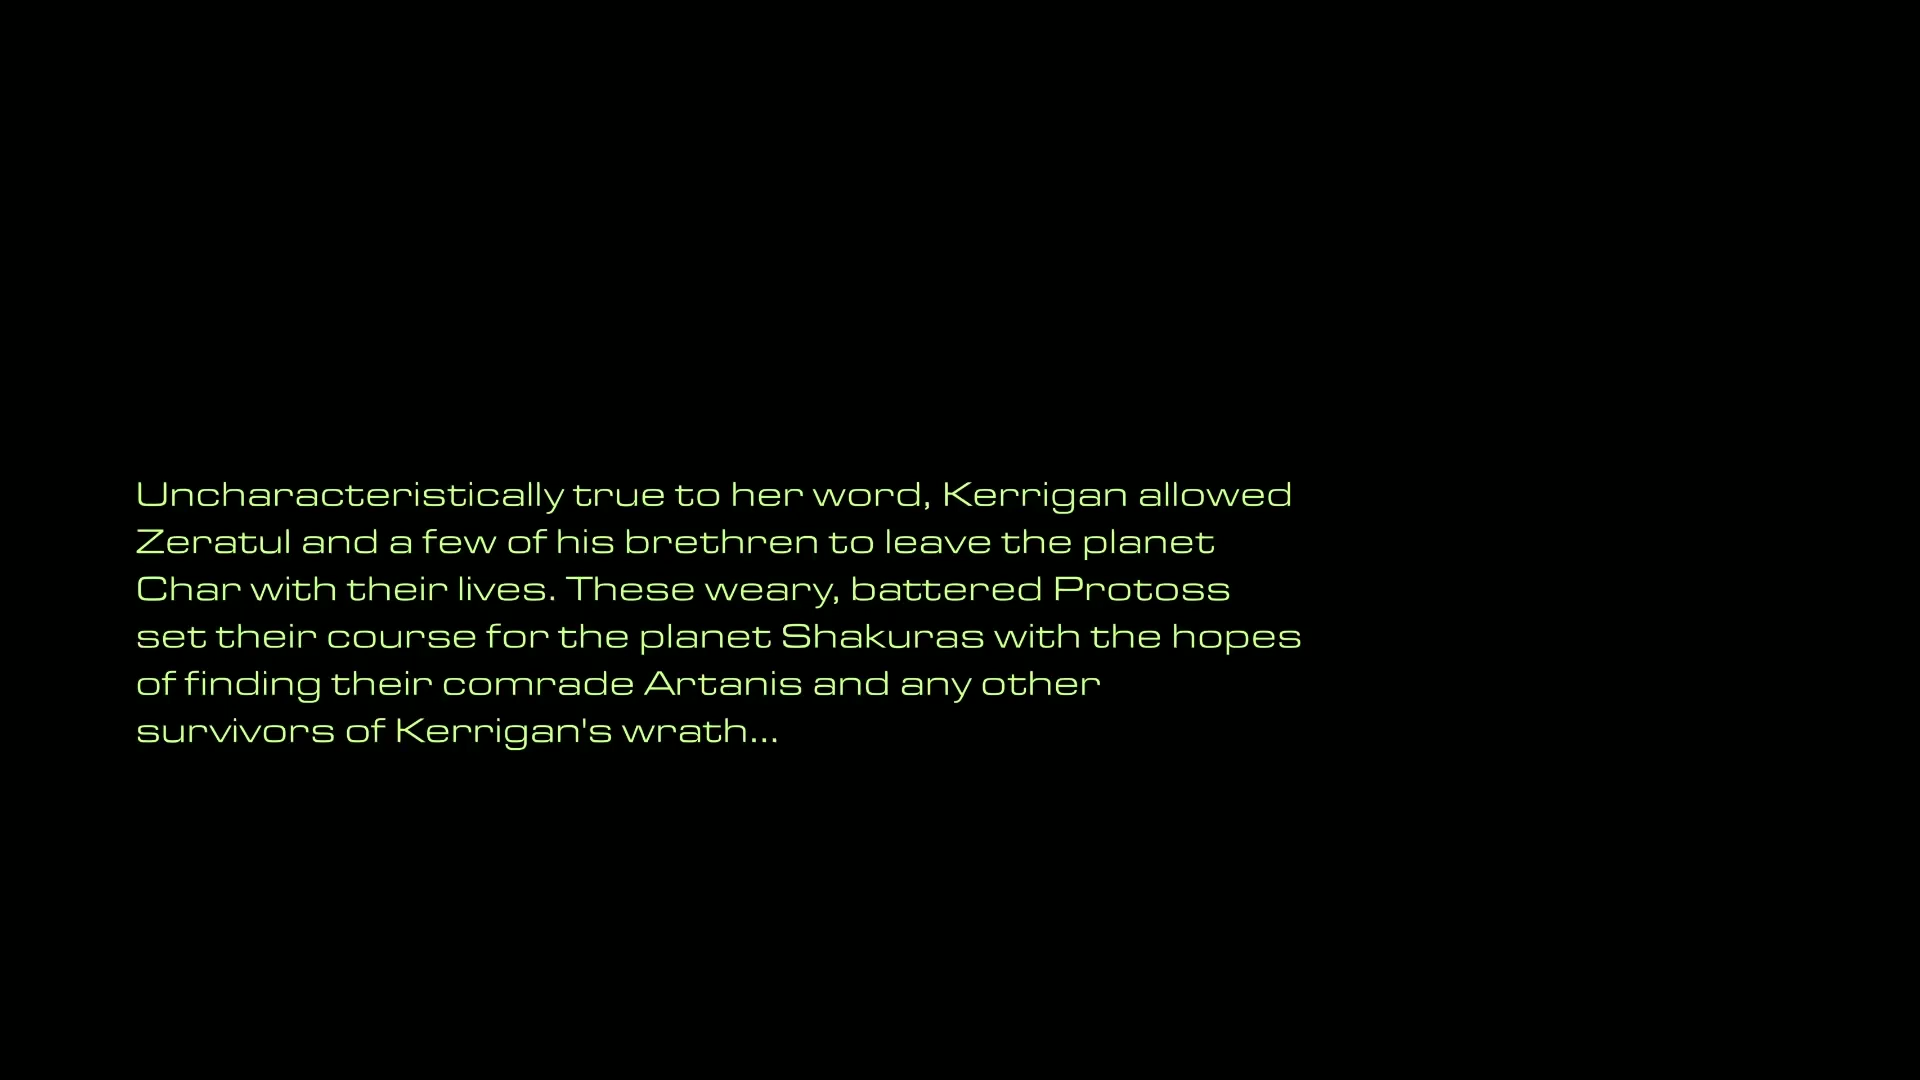 Uncharacteristically true to her word, Kerrigan allowed
Zeratul and a few of his brethren to leave the planet
Char with their lives. These weary, battered Protoss
set their course for the planet Shakuras with the hopes
of finding their comrade Artanis and any other
survivors of Kerrigan's wrath...